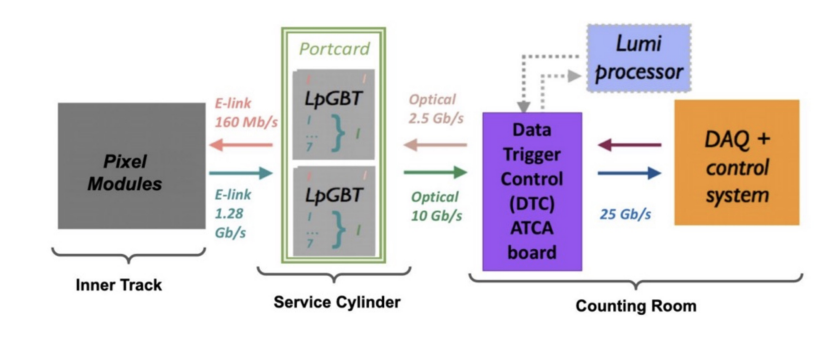 Pixel
Modules
Inner Track
E-link
160 Mb/s
E-link
1.28
Gb/s
Portcard
LpGBT
1
...
7
}
1
LpGBT
1
...
7
}
1
Service Cylinder
Optical
2.5 Gb/s
Optical
10 Gb/s
Data
Trigger
Control
(DTC)
ATCA
board
Lumi
processor
25 Gb/s
DAQ +
control
system
Counting Room